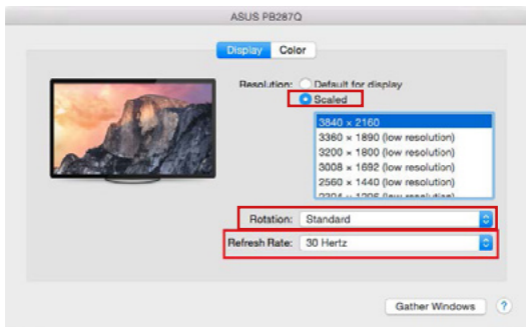 ASUS PB287Q
Display Color
Resolution: Default for display
Scaled
3840 × 2160
3360 × 1890 (low resolution)
3200 × 1800 (low resolution)
3008 × 1692 (low resolution)
2560 × 1440 (low resolution)
Rotation: Standard
Refresh Rate: 30 Hertz
Gather Windows ?